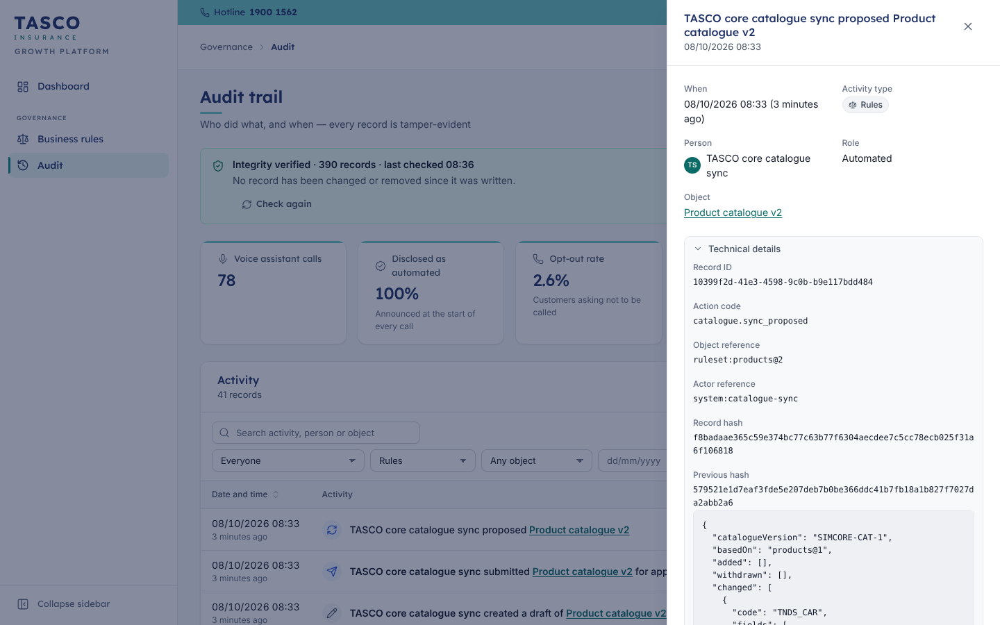 TASCO
INSURANCE
GROWTH PLATFORM
Dashboard
GOVERNANCE
Business rules
Audit
Collapse sidebar
Hotline 1900 1562
Governance > Audit
Audit trail
Who did what, and when — every record is tamper-evident
Integrity verified · 390 records · last checked 08:36
No record has been changed or removed since it was written.
Check again
Voice assistant calls
78
Disclosed as
automated
100%
Announced at the start of
every call
Opt-out rate
2.6%
Customers asking not to be
called
Activity
41 records
Search activity, person or object
Everyone
Rules
Any object
dd/mm/yyyy
Date and time
Activity
08/10/2026 08:33
3 minutes ago
TASCO core catalogue sync proposed Product catalogue v2
08/10/2026 08:33
3 minutes ago
TASCO core catalogue sync submitted Product catalogue v2 for app
08/10/2026 08:33
3 minutes ago
TASCO core catalogue sync created a draft of Product catalogue v2
TASCO core catalogue sync proposed Product
catalogue v2
08/10/2026 08:33
When
08/10/2026 08:33 (3 minutes
ago)
Activity type
Rules
Person
TS
TASCO core catalogue
sync
Role
Automated
Object
Product catalogue v2
Technical details
Record ID
10399f2d-41e3-4598-9c0b-b9e117bdd484
Action code
catalogue.sync_proposed
Object reference
ruleset:products@2
Actor reference
system:catalogue-sync
Record hash
f8badaae365c59e374bc77c63b77f6304aecdee7c5cc78ecb025f31a
6f106818
Previous hash
579521e1d7eaf3fde5e207deb7b0be366ddc41b7fb18a1b827f7027d
a2abb2a6
{
"catalogueVersion": "SIMCORE-CAT-1",
"basedOn": "products@1",
"added": [],
"withdrawn": [],
"changed": [
{
"code": "TNDS_CAR",
"fields": [